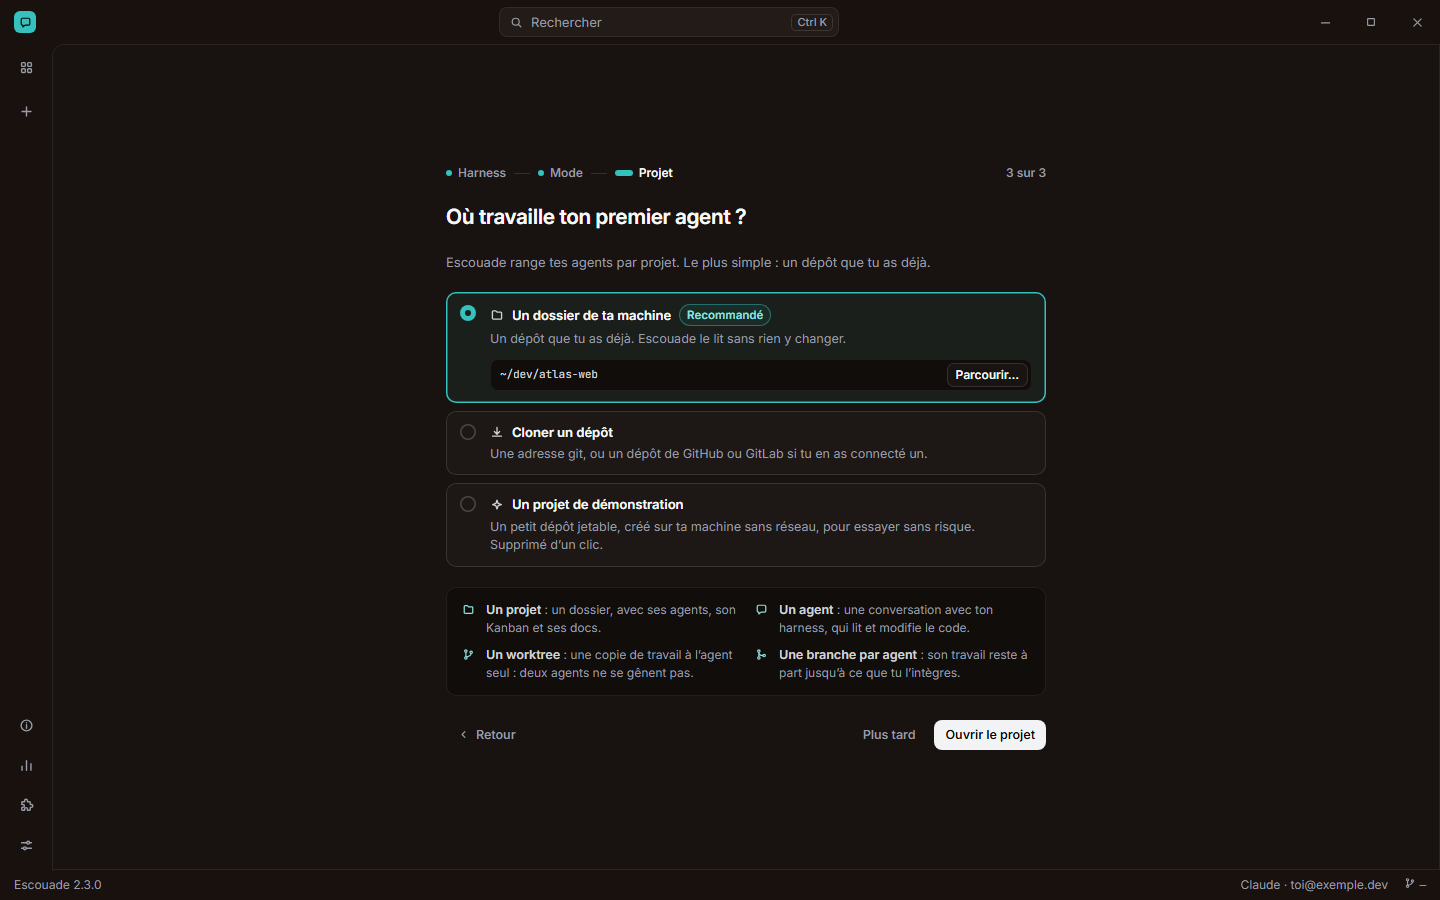 Rechercher
Ctrl K
Harness
Mode
Projet
3 sur 3
Où travaille ton premier agent ?
Escouade range tes agents par projet. Le plus simple : un dépôt que tu as déjà.
Un dossier de ta machine
Recommandé
Un dépôt que tu as déjà. Escouade le lit sans rien y changer.
~/dev/atlas-web
Parcourir...
Cloner un dépôt
Une adresse git, ou un dépôt de GitHub ou GitLab si tu en as connecté un.
Un projet de démonstration
Un petit dépôt jetable, créé sur ta machine sans réseau, pour essayer sans risque.
Supprimé d’un clic.
Un projet : un dossier, avec ses agents, son
Kanban et ses docs.
Un agent : une conversation avec ton
harness, qui lit et modifie le code.
Un worktree : une copie de travail à l’agent
seul : deux agents ne se gênent pas.
Une branche par agent : son travail reste à
part jusqu’à ce que tu l’intègres.
Retour
Plus tard
Ouvrir le projet
Escouade 2.3.0
Claude · toi@exemple.dev
–